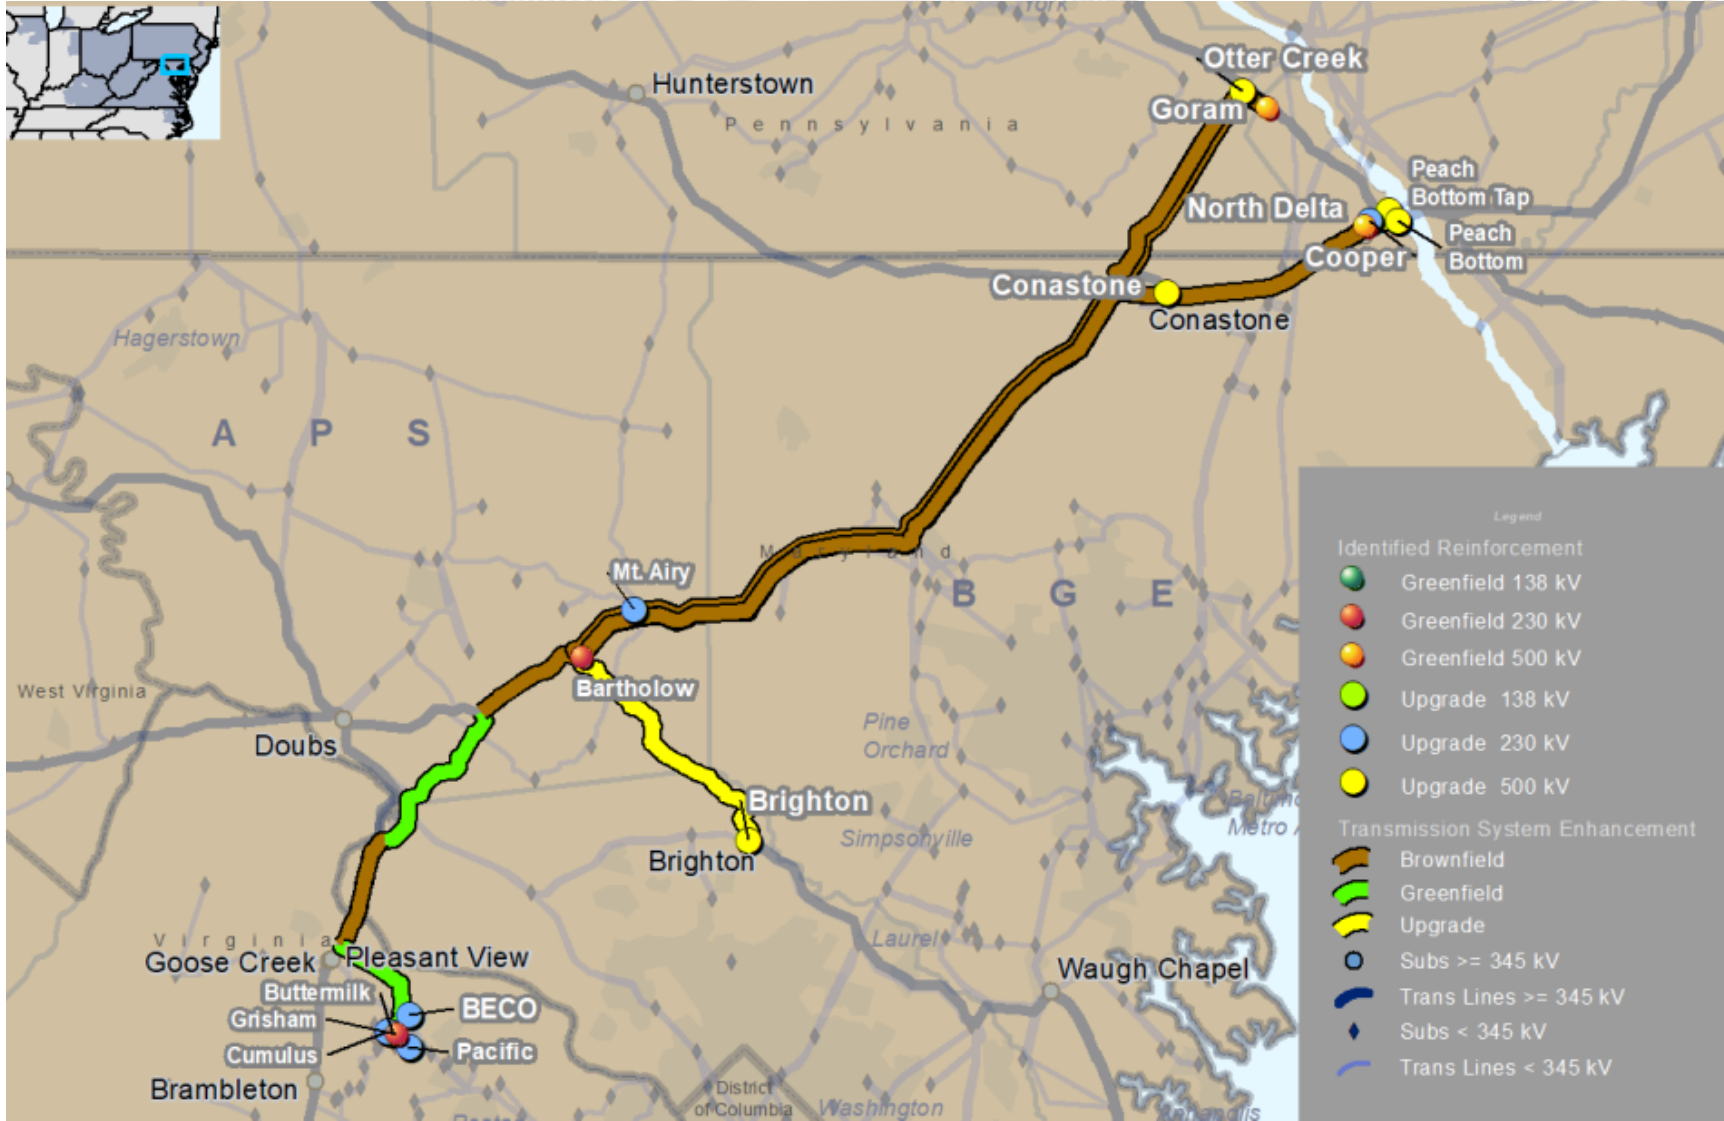 York
Otter Creek
Hunterstown
Goram
Pennsylvania
Peach
Bottom Tap
North Delta
Peach
Bottom
Cooper
Conastone
Conastone
Hagerstown
A P S
Maryland
Mt. Airy
B G E
Bartholow
West Virginia
Pine
Orchard
Doubs
Brighton
Simpsonville
Metro
Brighton
Virginia
Laurel
Goose Creek
Pleasant View
Waugh Chapel
Buttermilk
BECO
Grisham
Cumulus
Pacific
Brambleton
District
of Columbia
Washington
Legend
Identified Reinforcement
Greenfield 138 kV
Greenfield 230 kV
Greenfield 500 kV
Upgrade 138 kV
Upgrade 230 kV
Upgrade 500 kV
Transmission System Enhancement
Brownfield
Greenfield
Upgrade
Subs >= 345 kV
Trans Lines >= 345 kV
Subs < 345 kV
Trans Lines < 345 kV